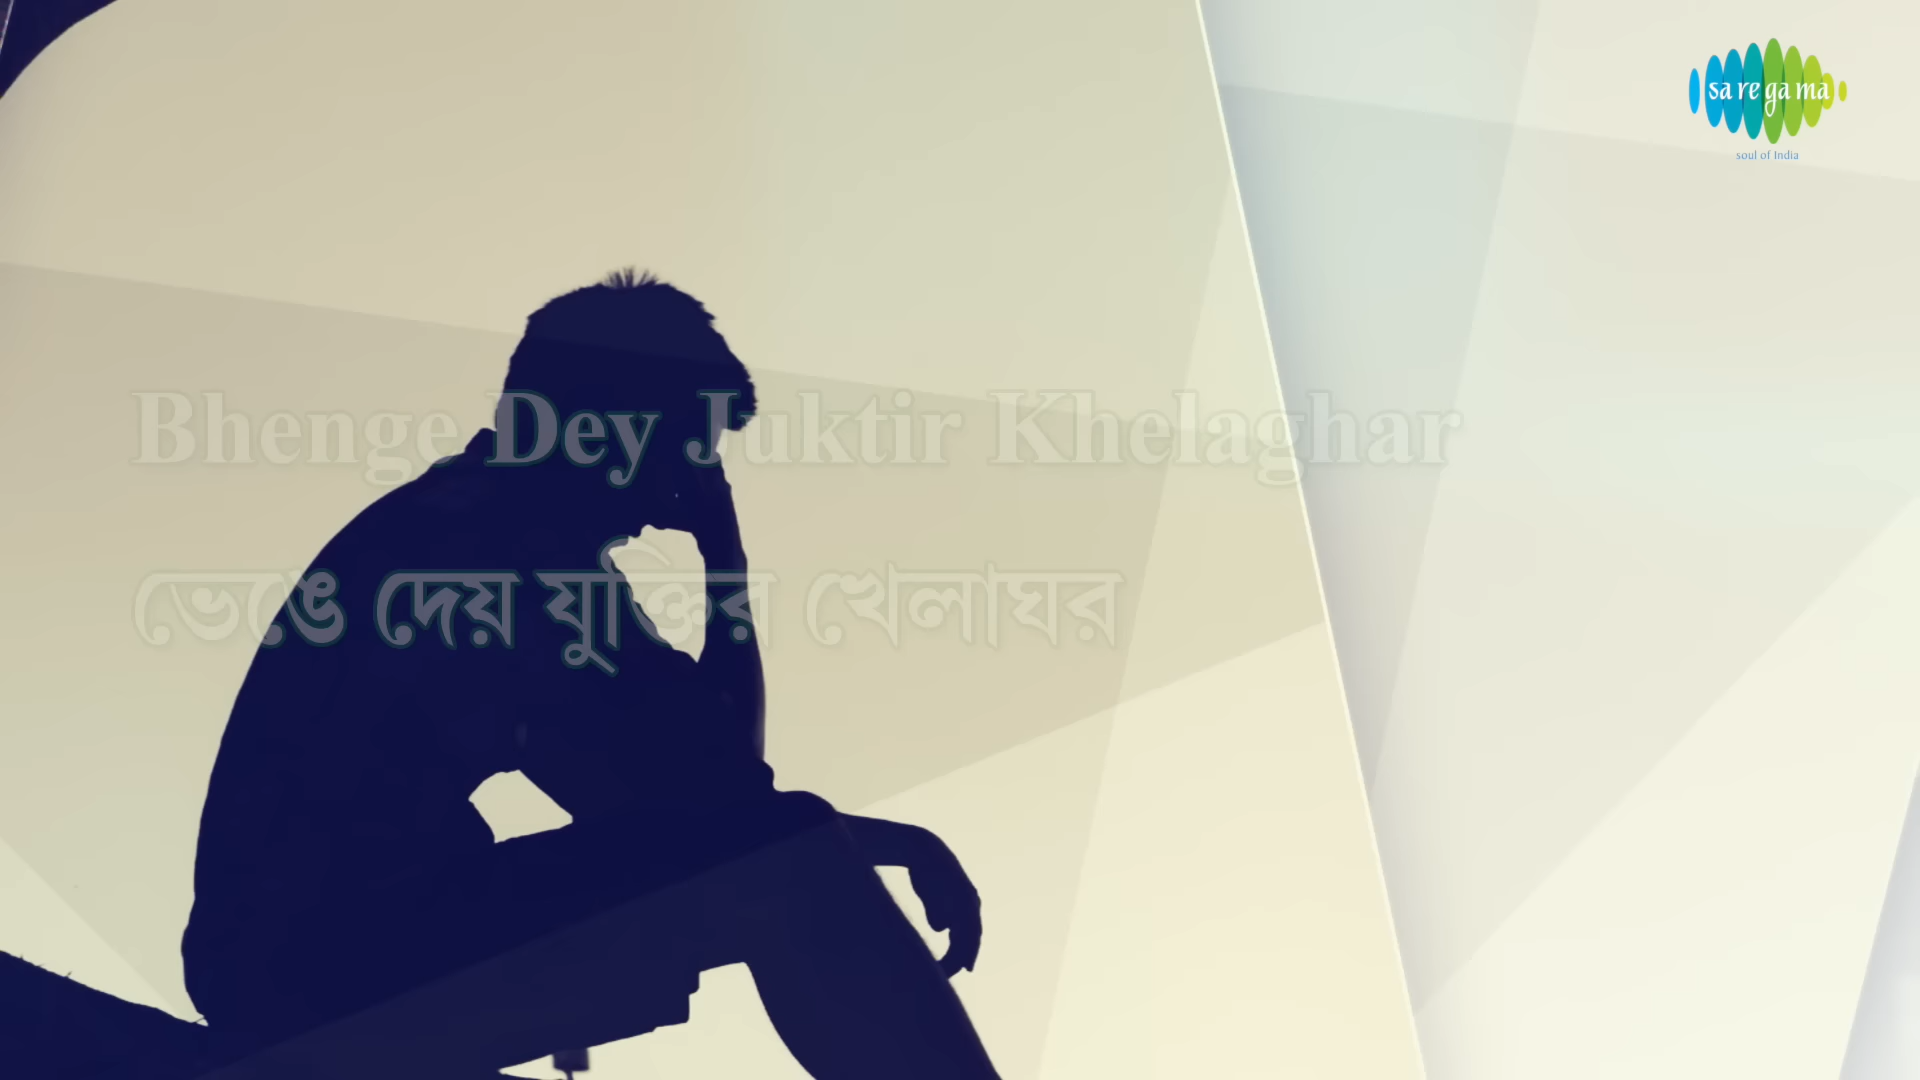 sa re ga ma
soul of India
Bhenge Dey Juktir Khelaghar
ভেঙে দেয় যুক্তির খেলাঘর